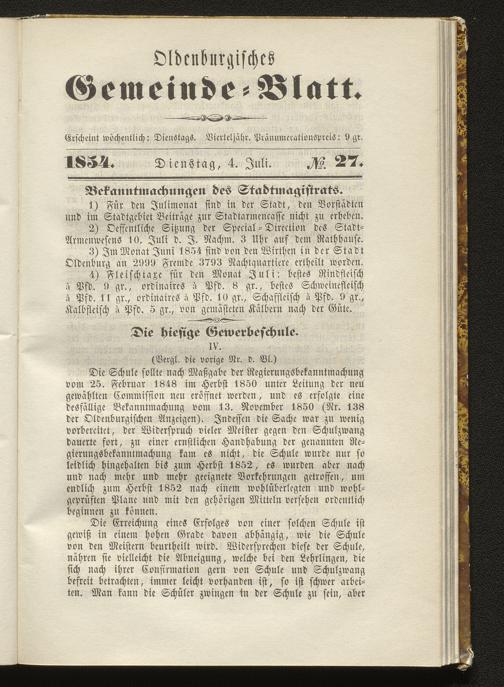 Oldenburgisches
Gemeinde-Blatt.
Erscheint wöchentlich: Dienstags. Vierteljähr. Pränumerationspreis: 9 gr.
1854. Dienstag, 4. Juli. № 27.
Bekanntmachungen des Stadtmagistrats.
1) Für den Julimonat sind in der Stadt, den Vorstädten
und im Stadtgebiet Beiträge zur Stadtarmencasse nicht zu erheben.
2) Oeffentliche Sitzung der Special-Direction des Stadt-
Armenwesens 10. Juli d. J. Nachm. 3 Uhr auf dem Rathhause.
3) Im Monat Juni 1854 sind von den Wirthen in der Stadt
Oldenburg an 2999 Fremde 3793 Nachtquartiere ertheilt worden.
4) Fleischtaxe für den Monat Juli: bestes Rindfleisch
à Pfd. 9 gr., ordinaires à Pfd. 8 gr., bestes Schweinefleisch
à Pfd. 11 gr., ordinaires à Pfd. 10 gr., Schaffleisch à Pfd. 9 gr.,
Kalbfleisch à Pfd. 5 gr., von gemästeten Kälbern nach der Güte.
Die hiesige Gewerbeschule.
IV.
(Vergl. die vorige Nr. d. Bl.)
Die Schule sollte nach Maßgabe der Regierungsbekanntmachung
vom 25. Februar 1848 im Herbst 1850 unter Leitung der neu
gewählten Commission neu eröffnet werden, und es erfolgte eine
desfällige Bekanntmachung vom 13. November 1850 (Nr. 138
der Oldenburgischen Anzeigen). Indessen die Sache war zu wenig
vorbereitet, der Widerspruch vieler Meister gegen den Schulzwang
dauerte fort, zu einer ernstlichen Handhabung der genannten Re-
gierungsbekanntmachung kam es nicht, die Schule wurde nur so
leidlich hingehalten bis zum Herbst 1852, es wurden aber nach
und nach mehr und mehr geeignete Vorkehrungen getroffen, um
endlich zum Herbst 1852 nach einem wohlüberlegten und wohl-
geprüften Plane und mit den gehörigen Mitteln versehen ordentlich
beginnen zu können.
Die Erreichung eines Erfolges von einer solchen Schule ist
gewiß in einem hohen Grade davon abhängig, wie die Schule
von den Meistern beurtheilt wird. Widersprechen diese der Schule,
nähren sie vielleicht die Abneigung, welche bei den Lehrlingen, die
sich nach ihrer Confirmation gern von Schule und Schulzwang
befreit betrachten, immer leicht vorhanden ist, so ist schwer arbei-
ten. Man kann die Schüler zwingen in der Schule zu sein, aber